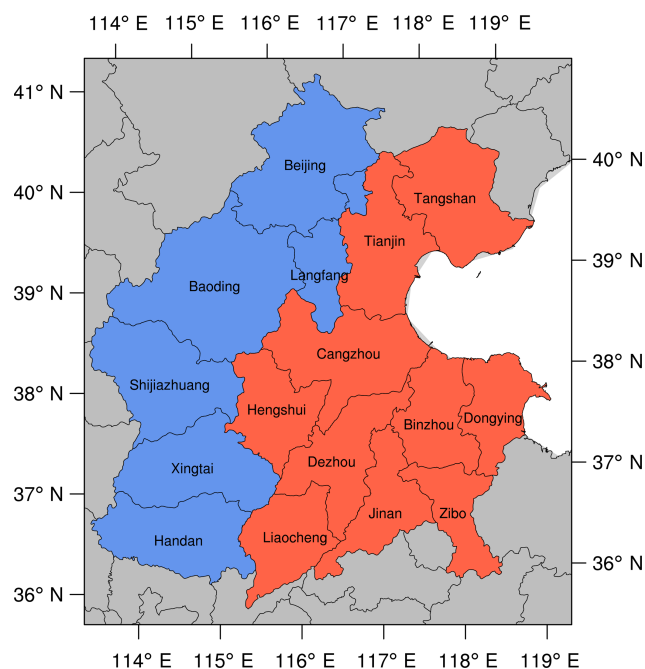 114° E 115° E 116° E 117° E 118° E 119° E
41° N
40° N
39° N
38° N
37° N
36° N
40° N
39° N
38° N
37° N
36° N
Beijing
Tangshan
Tianjin
Langfang
Baoding
Cangzhou
Shijiazhuang
Hengshui
Binzhou
Dongying
Dezhou
Xingtai
Jinan
Zibo
Liaocheng
Handan
114° E 115° E 116° E 117° E 118° E 119° E